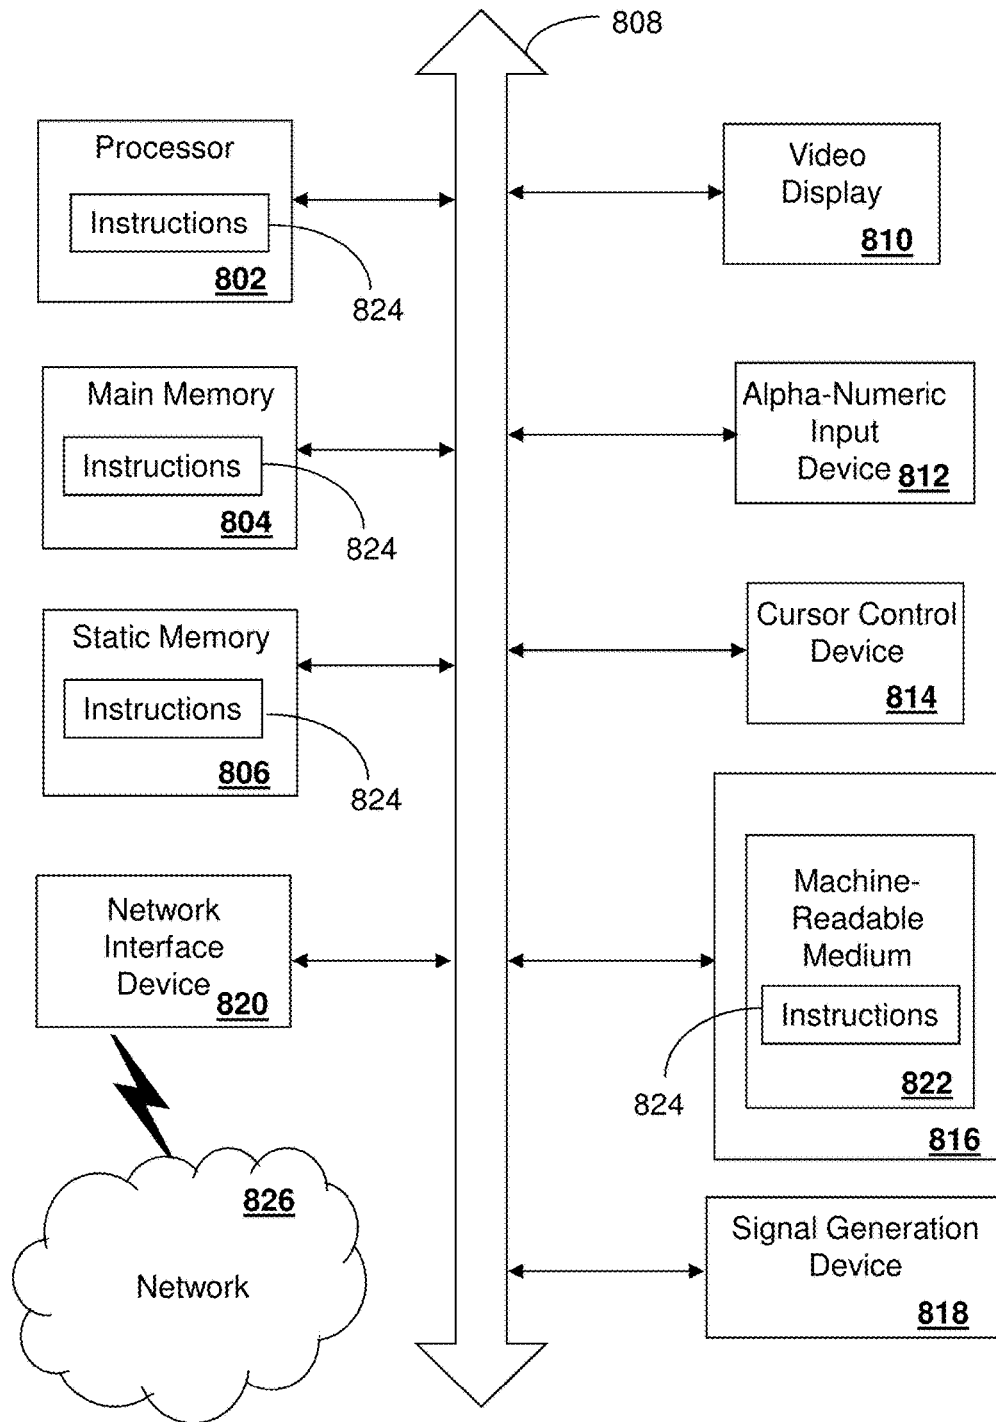 808
Processor
Instructions
802
824
Main Memory
Instructions
804
824
Static Memory
Instructions
806
824
Network
Interface
Device
820
826
Network
Video
Display
810
Alpha-Numeric
Input
Device
812
Cursor Control
Device
814
Machine-
Readable
Medium
Instructions
822
824
816
Signal Generation
Device
818